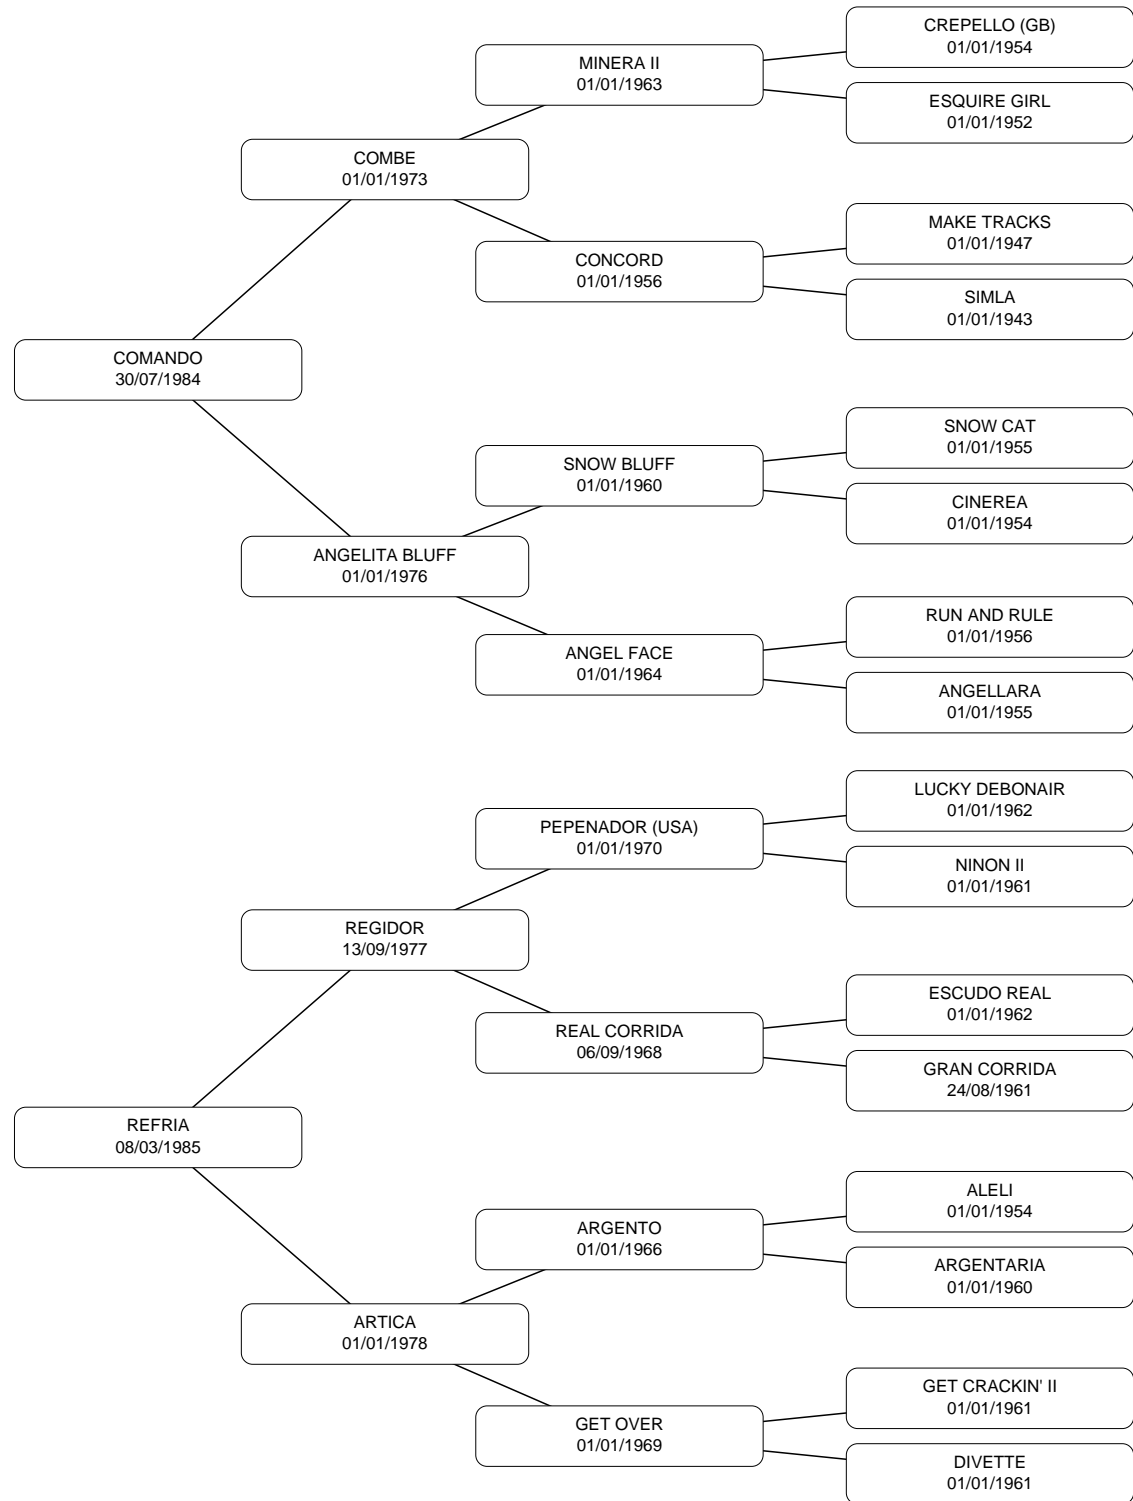 CREPELLO (GB)
01/01/1954
MINERA II
01/01/1963
ESQUIRE GIRL
01/01/1952
COMBE
01/01/1973
MAKE TRACKS
01/01/1947
CONCORD
01/01/1956
SIMLA
01/01/1943
COMANDO
30/07/1984
SNOW CAT
01/01/1955
SNOW BLUFF
01/01/1960
CINEREA
01/01/1954
ANGELITA BLUFF
01/01/1976
RUN AND RULE
01/01/1956
ANGEL FACE
01/01/1964
ANGELLARA
01/01/1955
LUCKY DEBONAIR
01/01/1962
PEPENADOR (USA)
01/01/1970
NINON II
01/01/1961
REGIDOR
13/09/1977
ESCUDO REAL
01/01/1962
REAL CORRIDA
06/09/1968
GRAN CORRIDA
24/08/1961
REFRIA
08/03/1985
ALELI
01/01/1954
ARGENTO
01/01/1966
ARGENTARIA
01/01/1960
ARTICA
01/01/1978
GET CRACKIN' II
01/01/1961
GET OVER
01/01/1969
DIVETTE
01/01/1961